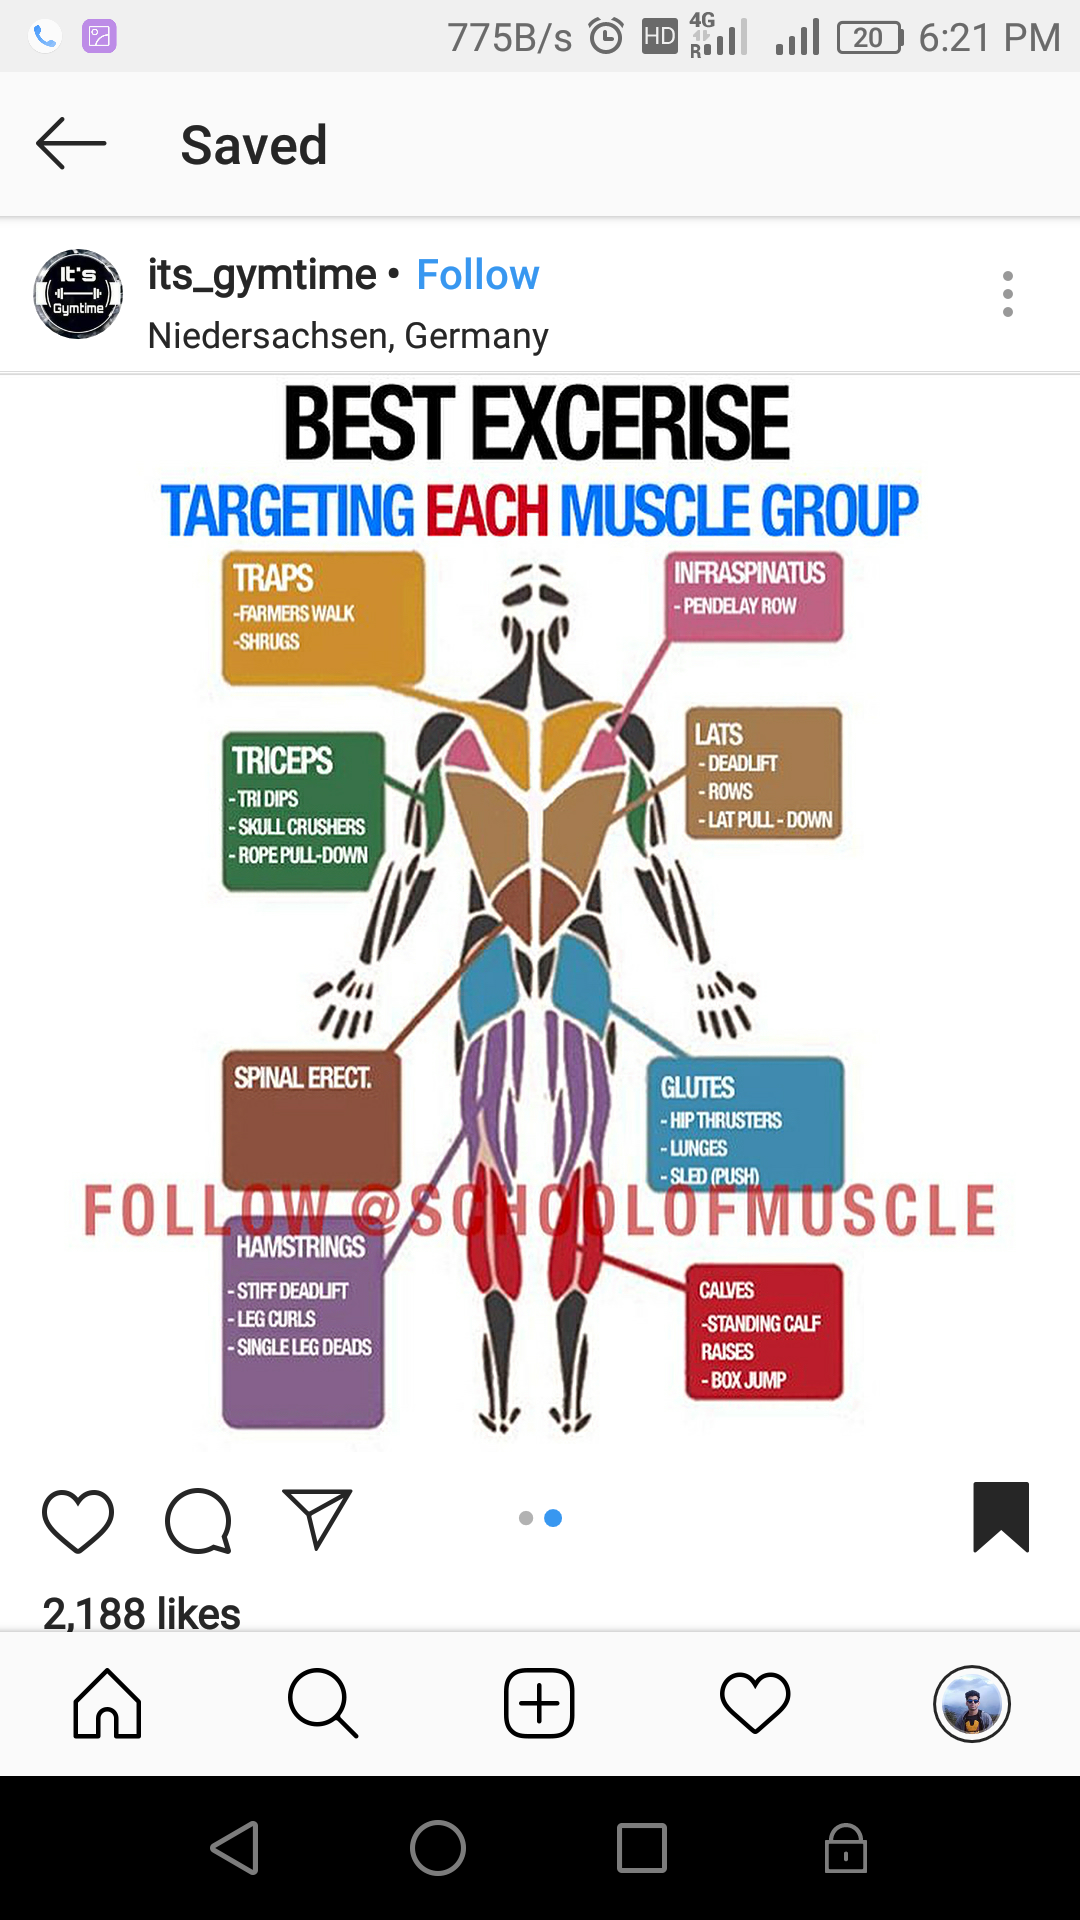 775B/s HD 4G R 20 6:21 PM
Saved
It's
Gymtime
its_gymtime • Follow
Niedersachsen, Germany
BEST EXCERISE
TARGETING EACH MUSCLE GROUP
TRAPS
-FARMERS WALK
-SHRUGS
INFRASPINATUS
- PENDELAY ROW
TRICEPS
- TRI DIPS
- SKULL CRUSHERS
- ROPE PULL-DOWN
LATS
- DEADLIFT
- ROWS
- LAT PULL - DOWN
SPINAL ERECT.
GLUTES
- HIP THRUSTERS
- LUNGES
- SLED (PUSH)
FOLLOW @SCHOOLOFMUSCLE
HAMSTRINGS
- STIFF DEADLIFT
- LEG CURLS
- SINGLE LEG DEADS
CALVES
-STANDING CALF
RAISES
- BOX JUMP
2,188 likes